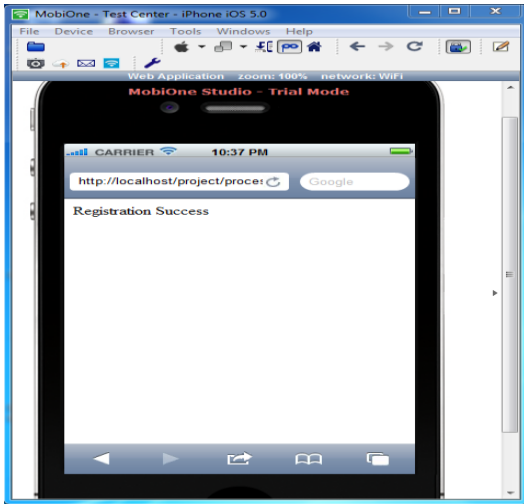 MobiOne - Test Center - iPhone iOS 5.0
File Device Browser Tools Windows Help
Web Application zoom: 100% network: WiFi
MobiOne Studio - Trial Mode
CARRIER 10:37 PM
http://localhost/project/proces Google
Registration Success